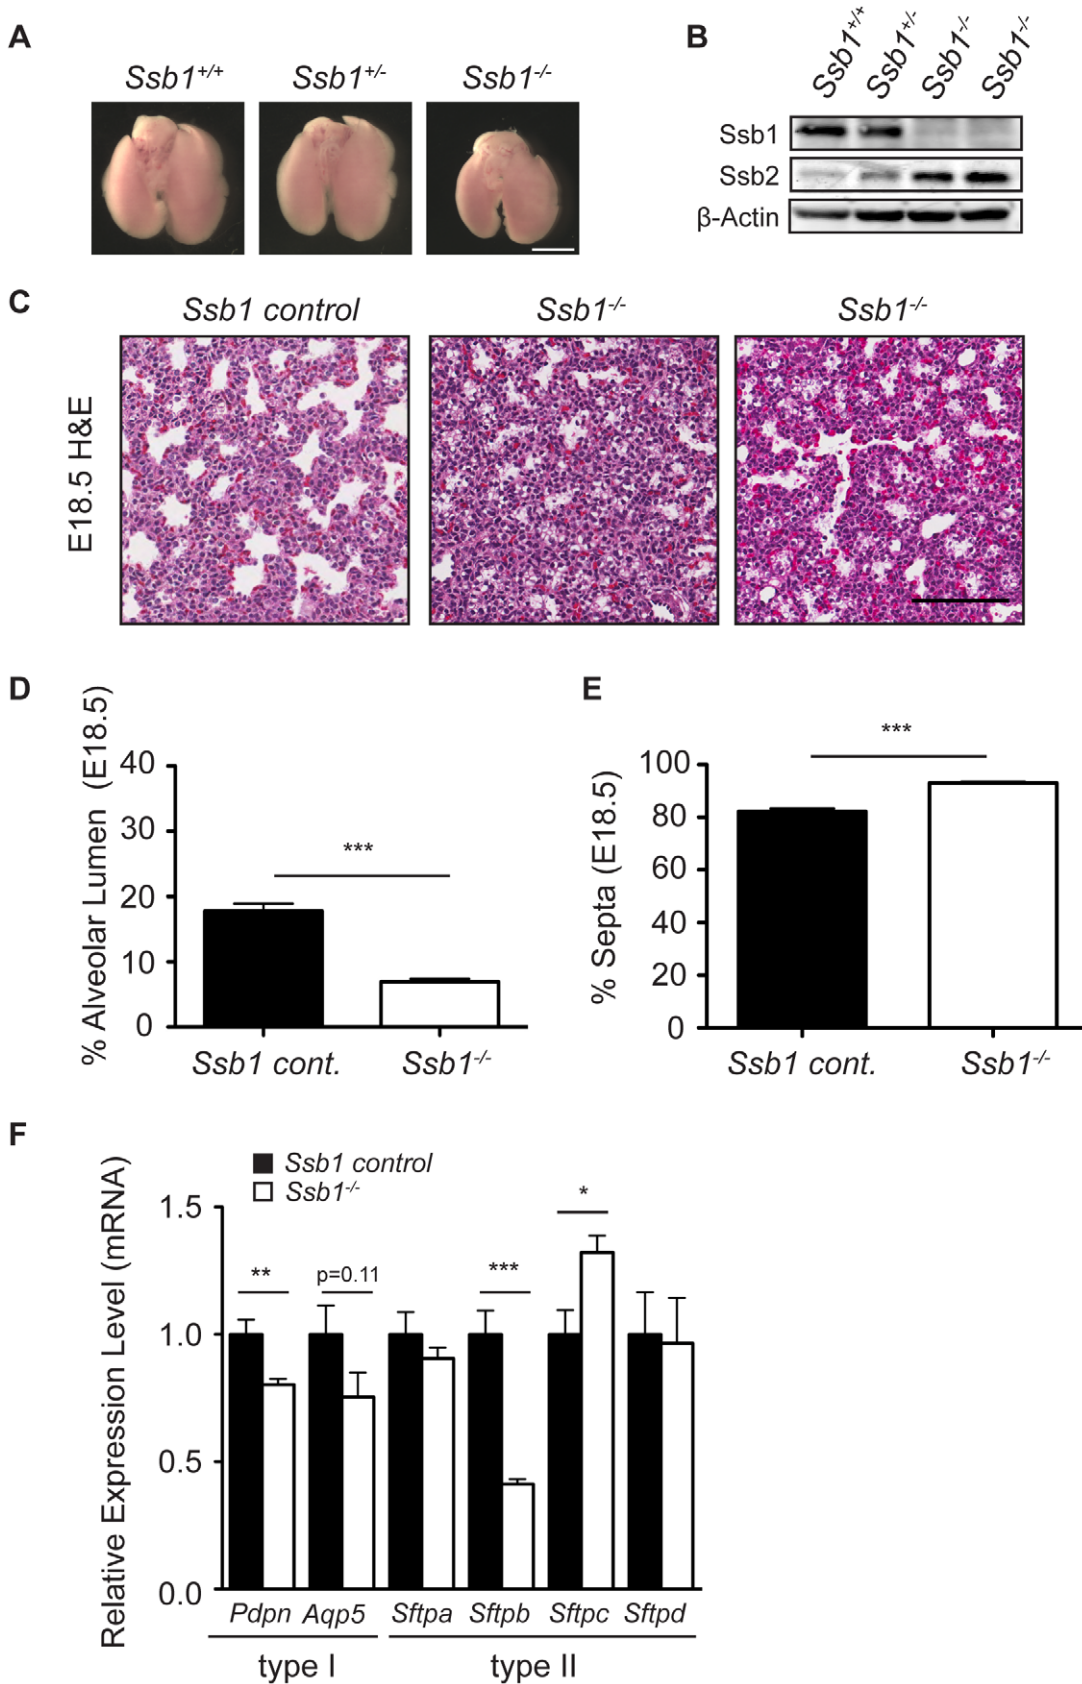 A
Ssb1+/+
Ssb1+/-
Ssb1-/-
B
Ssb1+/+
Ssb1+/-
Ssb1-/-
Ssb1-/-
Ssb1
Ssb2
β-Actin
C
Ssb1 control
Ssb1-/-
Ssb1-/-
E18.5 H&E
D
% Alveolar Lumen (E18.5)
40
30
20
10
0
***
Ssb1 cont.
Ssb1-/-
E
% Septa (E18.5)
100
80
60
40
20
0
***
Ssb1 cont.
Ssb1-/-
F
Relative Expression Level (mRNA)
Ssb1 control
Ssb1-/-
1.5
1.0
0.5
0.0
**
p=0.11
***
*
Pdpn Aqp5 Sftpa Sftpb Sftpc Sftpd
type I
type II